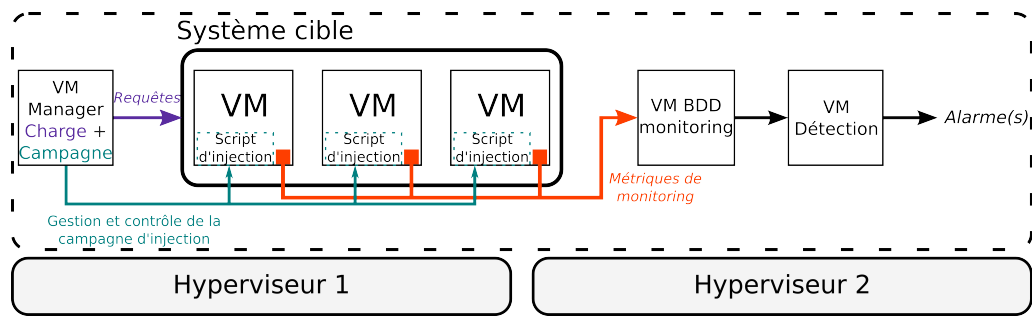 Système cible
VM
Manager
Charge +
Campagne
Requêtes
VM
Script
d'injection
VM
Script
d'injection
VM
Script
d'injection
VM BDD
monitoring
VM
Détection
Alarme(s)
Métriques de
monitoring
Gestion et contrôle de la
campagne d'injection
Hyperviseur 1
Hyperviseur 2